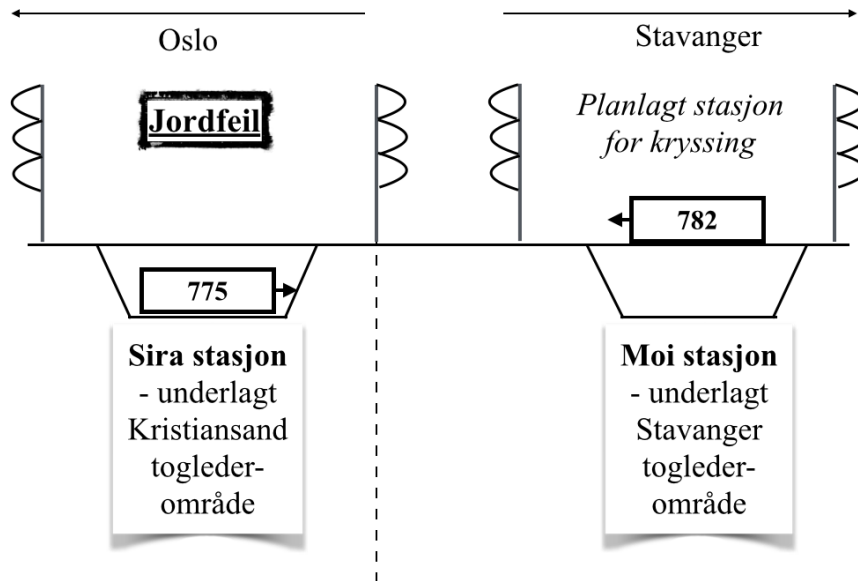 Oslo
Stavanger
Jordfeil
Planlagt stasjon
for kryssing
782
775
Sira stasjon
- underlagt
Kristiansand
togleder-
område
Moi stasjon
- underlagt
Stavanger
togleder-
område